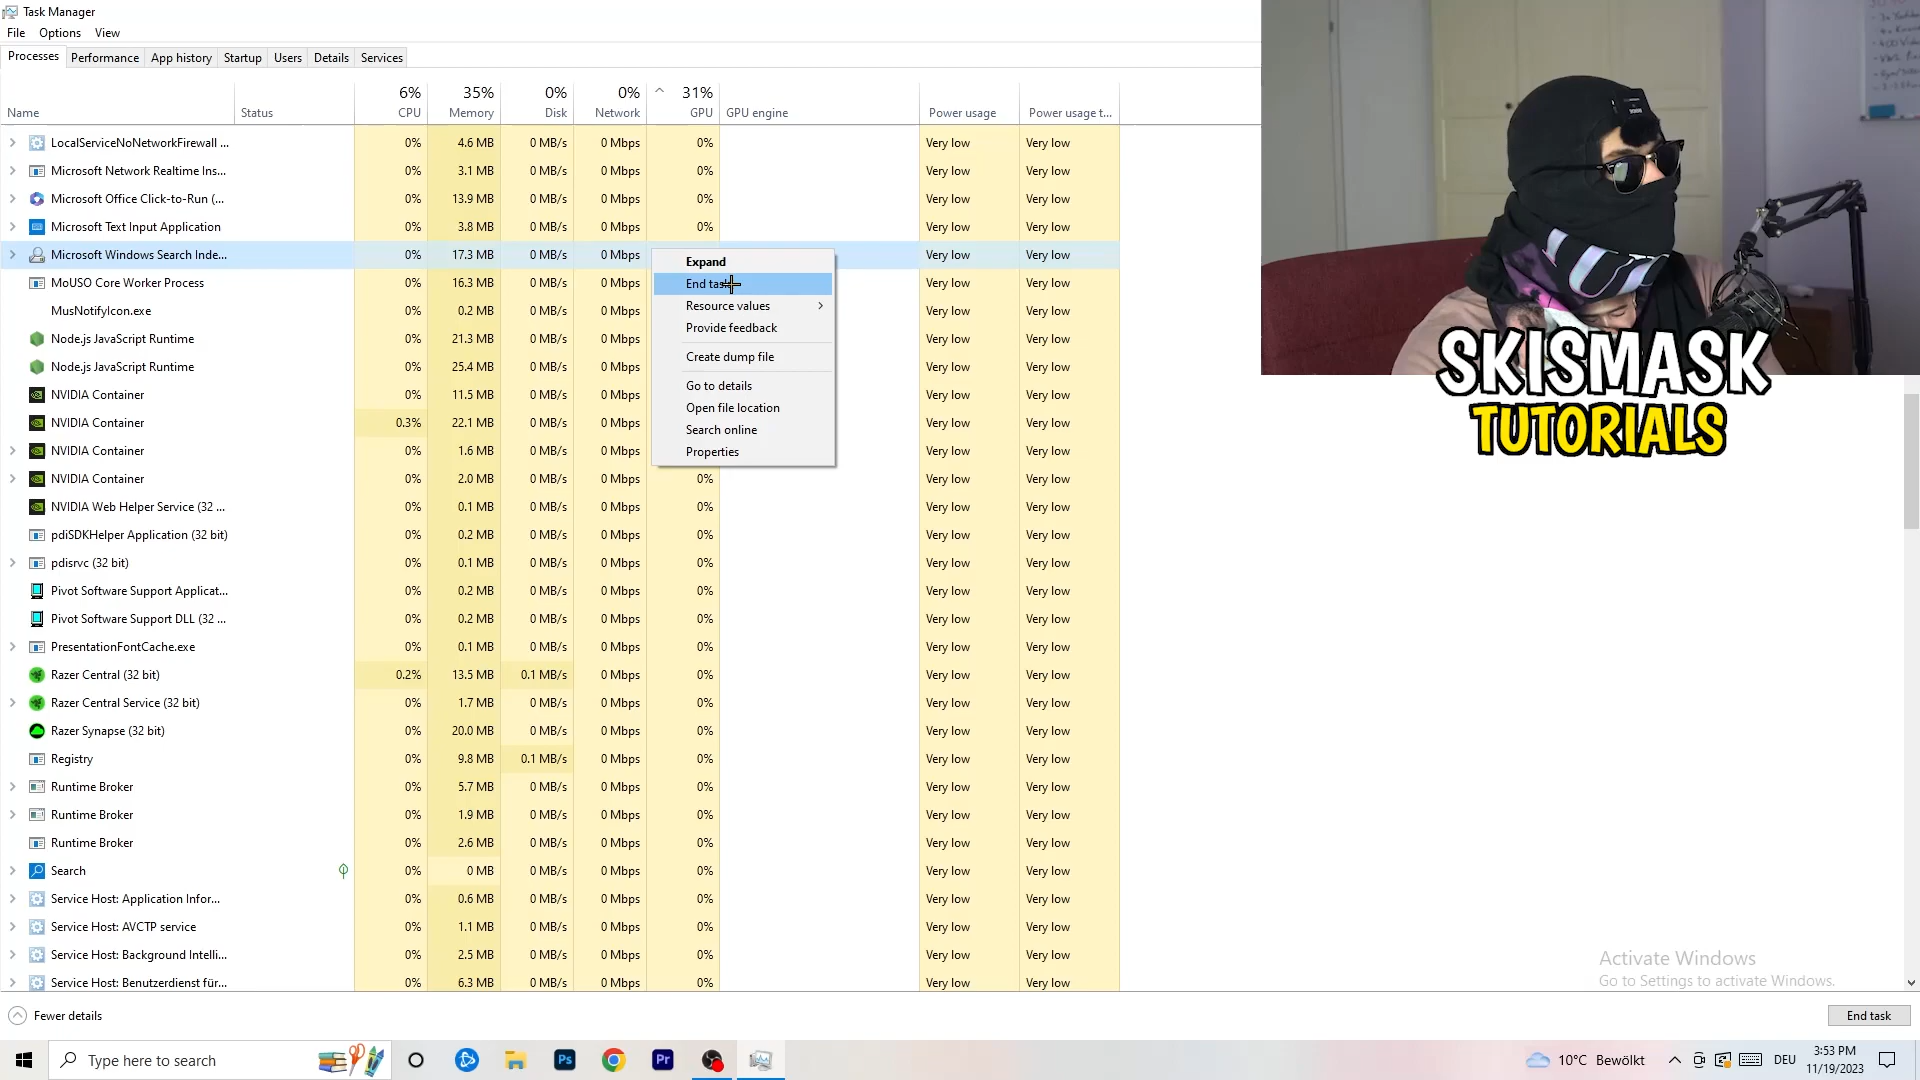 Task Manager
File Options View
Processes Performance App history Startup Users Details Services
6% 35% 0% 0% 31%
Name Status CPU Memory Disk Network GPU GPU engine Power usage Power usage t...
LocalServiceNoNetworkFirewall ... 0% 4.6 MB 0 MB/s 0 Mbps 0% Very low Very low
Microsoft Network Realtime Ins... 0% 3.1 MB 0 MB/s 0 Mbps 0% Very low Very low
Microsoft Office Click-to-Run (... 0% 13.9 MB 0 MB/s 0 Mbps 0% Very low Very low
Microsoft Text Input Application 0% 3.8 MB 0 MB/s 0 Mbps 0% Very low Very low
Microsoft Windows Search Inde... 0% 17.3 MB 0 MB/s 0 Mbps Very low Very low
MoUSO Core Worker Process 0% 16.3 MB 0 MB/s 0 Mbps Very low Very low
MusNotifyIcon.exe 0% 0.2 MB 0 MB/s 0 Mbps Very low Very low
Node.js JavaScript Runtime 0% 21.3 MB 0 MB/s 0 Mbps Very low Very low
Node.js JavaScript Runtime 0% 25.4 MB 0 MB/s 0 Mbps Very low Very low
NVIDIA Container 0% 11.5 MB 0 MB/s 0 Mbps Very low Very low
NVIDIA Container 0.3% 22.1 MB 0 MB/s 0 Mbps Very low Very low
NVIDIA Container 0% 1.6 MB 0 MB/s 0 Mbps Very low Very low
NVIDIA Container 0% 2.0 MB 0 MB/s 0 Mbps 0% Very low Very low
NVIDIA Web Helper Service (32 ... 0% 0.1 MB 0 MB/s 0 Mbps 0% Very low Very low
pdiSDKHelper Application (32 bit) 0% 0.2 MB 0 MB/s 0 Mbps 0% Very low Very low
pdisrvc (32 bit) 0% 0.1 MB 0 MB/s 0 Mbps 0% Very low Very low
Pivot Software Support Applicat... 0% 0.2 MB 0 MB/s 0 Mbps 0% Very low Very low
Pivot Software Support DLL (32 ... 0% 0.2 MB 0 MB/s 0 Mbps 0% Very low Very low
PresentationFontCache.exe 0% 0.1 MB 0 MB/s 0 Mbps 0% Very low Very low
Razer Central (32 bit) 0.2% 13.5 MB 0.1 MB/s 0 Mbps 0% Very low Very low
Razer Central Service (32 bit) 0% 1.7 MB 0 MB/s 0 Mbps 0% Very low Very low
Razer Synapse (32 bit) 0% 20.0 MB 0 MB/s 0 Mbps 0% Very low Very low
Registry 0% 9.8 MB 0.1 MB/s 0 Mbps 0% Very low Very low
Runtime Broker 0% 5.7 MB 0 MB/s 0 Mbps 0% Very low Very low
Runtime Broker 0% 1.9 MB 0 MB/s 0 Mbps 0% Very low Very low
Runtime Broker 0% 2.6 MB 0 MB/s 0 Mbps 0% Very low Very low
Search 0% 0 MB 0 MB/s 0 Mbps 0% Very low Very low
Service Host: Application Infor... 0% 0.6 MB 0 MB/s 0 Mbps 0% Very low Very low
Service Host: AVCTP service 0% 1.1 MB 0 MB/s 0 Mbps 0% Very low Very low
Service Host: Background Intelli... 0% 2.5 MB 0 MB/s 0 Mbps 0% Very low Very low
Service Host: Benutzerdienst für... 0% 6.3 MB 0 MB/s 0 Mbps 0% Very low Very low
Expand
End task
Resource values
Provide feedback
Create dump file
Go to details
Open file location
Search online
Properties
SKISMASK
TUTORIALS
Activate Windows
Go to Settings to activate Windows.
Fewer details End task
Type here to search Ps Pr 10°C Bewölkt DEU
3:53 PM
11/19/2023